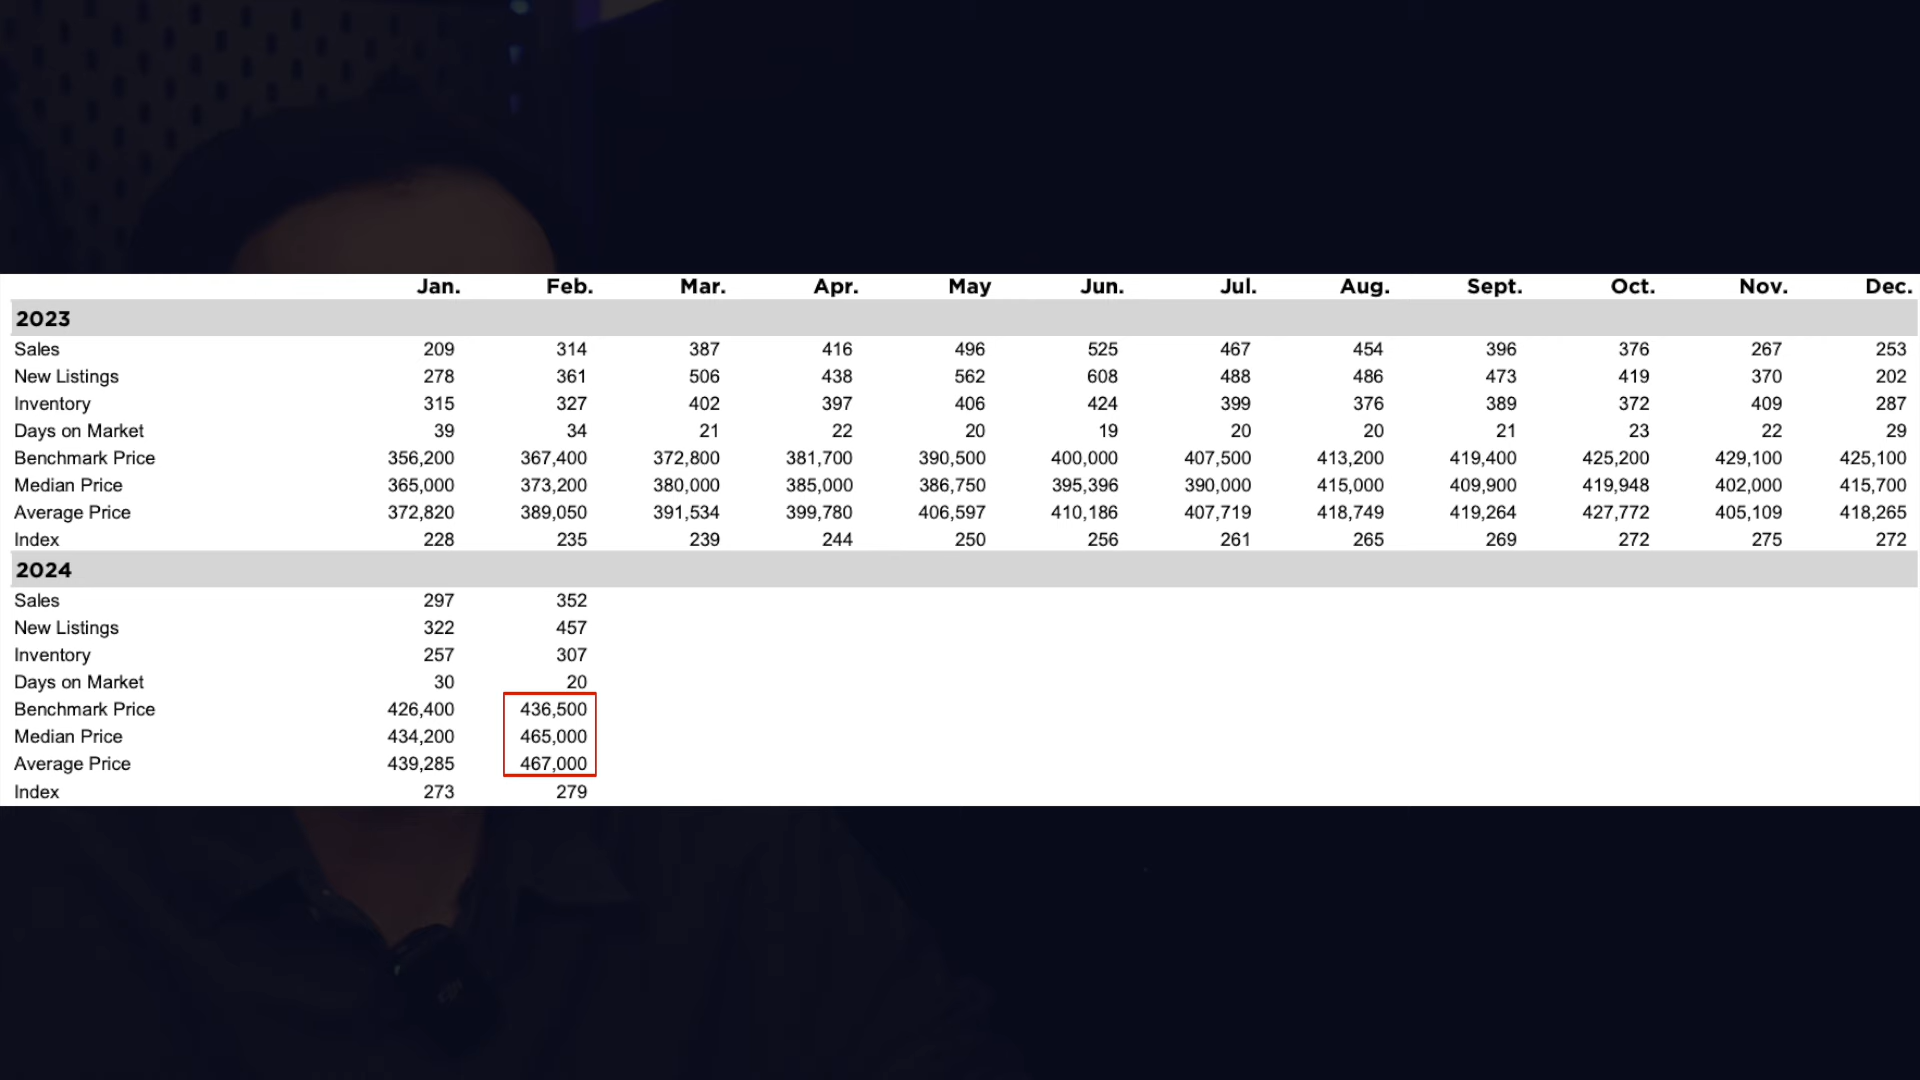 Jan. Feb. Mar. Apr. May Jun. Jul. Aug. Sept. Oct. Nov. Dec.
2023
Sales 209 314 387 416 496 525 467 454 396 376 267 253
New Listings 278 361 506 438 562 608 488 486 473 419 370 202
Inventory 315 327 402 397 406 424 399 376 389 372 409 287
Days on Market 39 34 21 22 20 19 20 20 21 23 22 29
Benchmark Price 356,200 367,400 372,800 381,700 390,500 400,000 407,500 413,200 419,400 425,200 429,100 425,100
Median Price 365,000 373,200 380,000 385,000 386,750 395,396 390,000 415,000 409,900 419,948 402,000 415,700
Average Price 372,820 389,050 391,534 399,780 406,597 410,186 407,719 418,749 419,264 427,772 405,109 418,265
Index 228 235 239 244 250 256 261 265 269 272 275 272
2024
Sales 297 352
New Listings 322 457
Inventory 257 307
Days on Market 30 20
Benchmark Price 426,400 436,500
Median Price 434,200 465,000
Average Price 439,285 467,000
Index 273 279